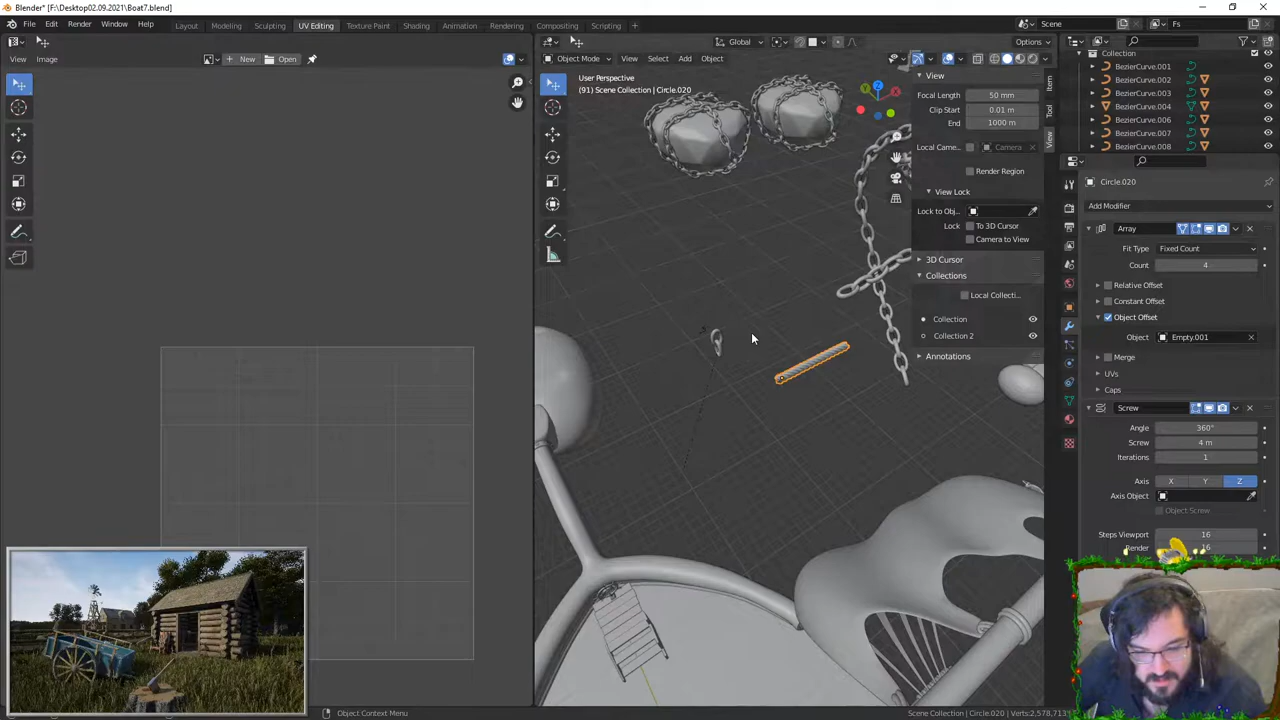 Blender* [F:\Desktop02.09.2021\Boat7.blend]
File Edit Render Window Help Layout Modeling Sculpting UV Editing Texture Paint Shading Animation Rendering Compositing Scripting Scene Fs
Global Options
View Image New Open Object Mode View Select Add Object
User Perspective
(91) Scene Collection | Circle.020
View
Focal Length 50 mm
Clip Start 0.01 m
End 1000 m
Local Came... Camera
Render Region
View Lock
Lock to Obj...
Lock To 3D Cursor
Camera to View
3D Cursor
Collections
Local Collecti...
Collection
Collection 2
Annotations
Item
Tool
View
Collection
BezierCurve.001
BezierCurve.002
BezierCurve.003
BezierCurve.004
BezierCurve.006
BezierCurve.007
BezierCurve.008
Circle.020
Add Modifier
Array
Fit Type Fixed Count
Count 4
Relative Offset
Constant Offset
Object Offset
Object Empty.001
Merge
UVs
Caps
Screw
Angle 360°
Screw 4 m
Iterations 1
Axis X Y Z
Axis Object
Object Screw
Steps Viewport 16
Render 16
Select Object Context Menu Scene Collection | Circle.020 | Verts:2,578,713